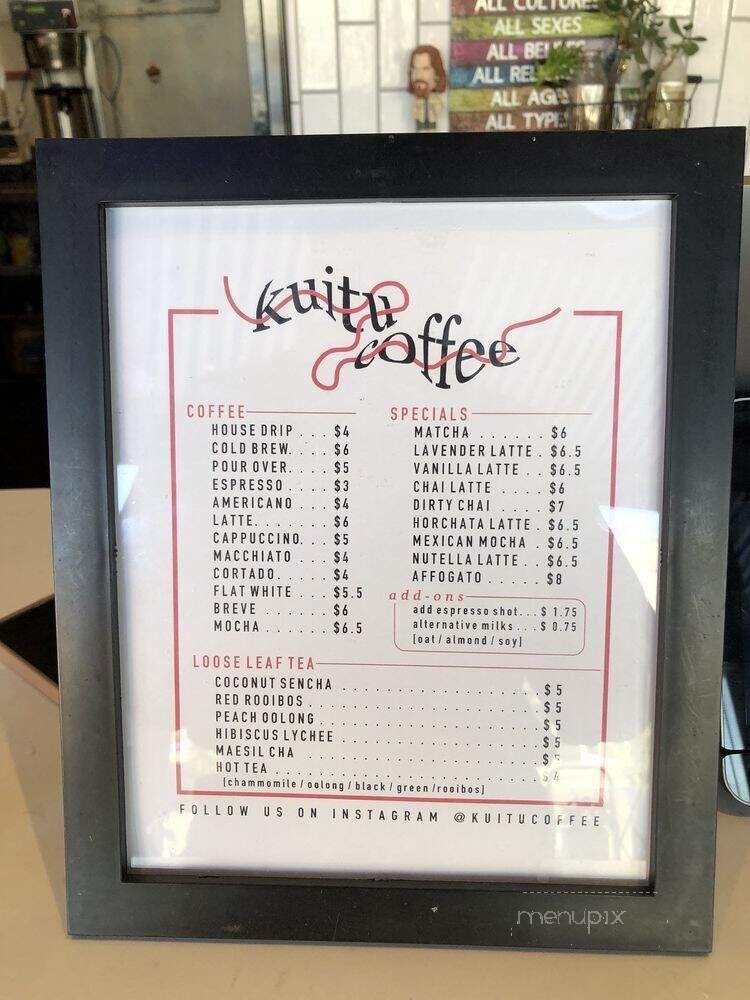 ALL CULTURES
ALL SEXES
ALL
ALL
ALL
ALL
kuitu
coffee
COFFEE
HOUSE DRIP . . . . $4
COLD BREW. . . . $6
POUR OVER. . . . $5
ESPRESSO . . . . . $3
AMERICANO . . . . $4
LATTE. . . . . . . . $6
CAPPUCCINO. . . . $5
MACCHIATO . . . . $4
CORTADO. . . . . . $4
FLAT WHITE . . . . $5.5
BREVE . . . . . . . $6
MOCHA . . . . . . . $6.5
SPECIALS
MATCHA . . . . . . $6
LAVENDER LATTE . $6.5
VANILLA LATTE . . $6.5
CHAI LATTE . . . . $6
DIRTY CHAI . . . . $7
HORCHATA LATTE . $6.5
MEXICAN MOCHA . $6.5
NUTELLA LATTE . . $6.5
AFFOGATO . . . . . $8
add-ons
add espresso shot. . . $ 1.75
alternative milks . . . $ 0.75
[oat / almond / soy]
LOOSE LEAF TEA
COCONUT SENCHA . . . . . . . . . . . . . . . . $ 5
RED ROOIBOS . . . . . . . . . . . . . . . . . . $ 5
PEACH OOLONG . . . . . . . . . . . . . . . . . $ 5
HIBISCUS LYCHEE . . . . . . . . . . . . . . . . $ 5
MAESIL CHA . . . . . . . . . . . . . . . . . . $ 5
HOT TEA . . . . . . . . . . . . . . . . . . . . $ 4
[chammomile / oolong / black / green /rooibos]
FOLLOW US ON INSTAGRAM @KUITUCOFFEE
menupix